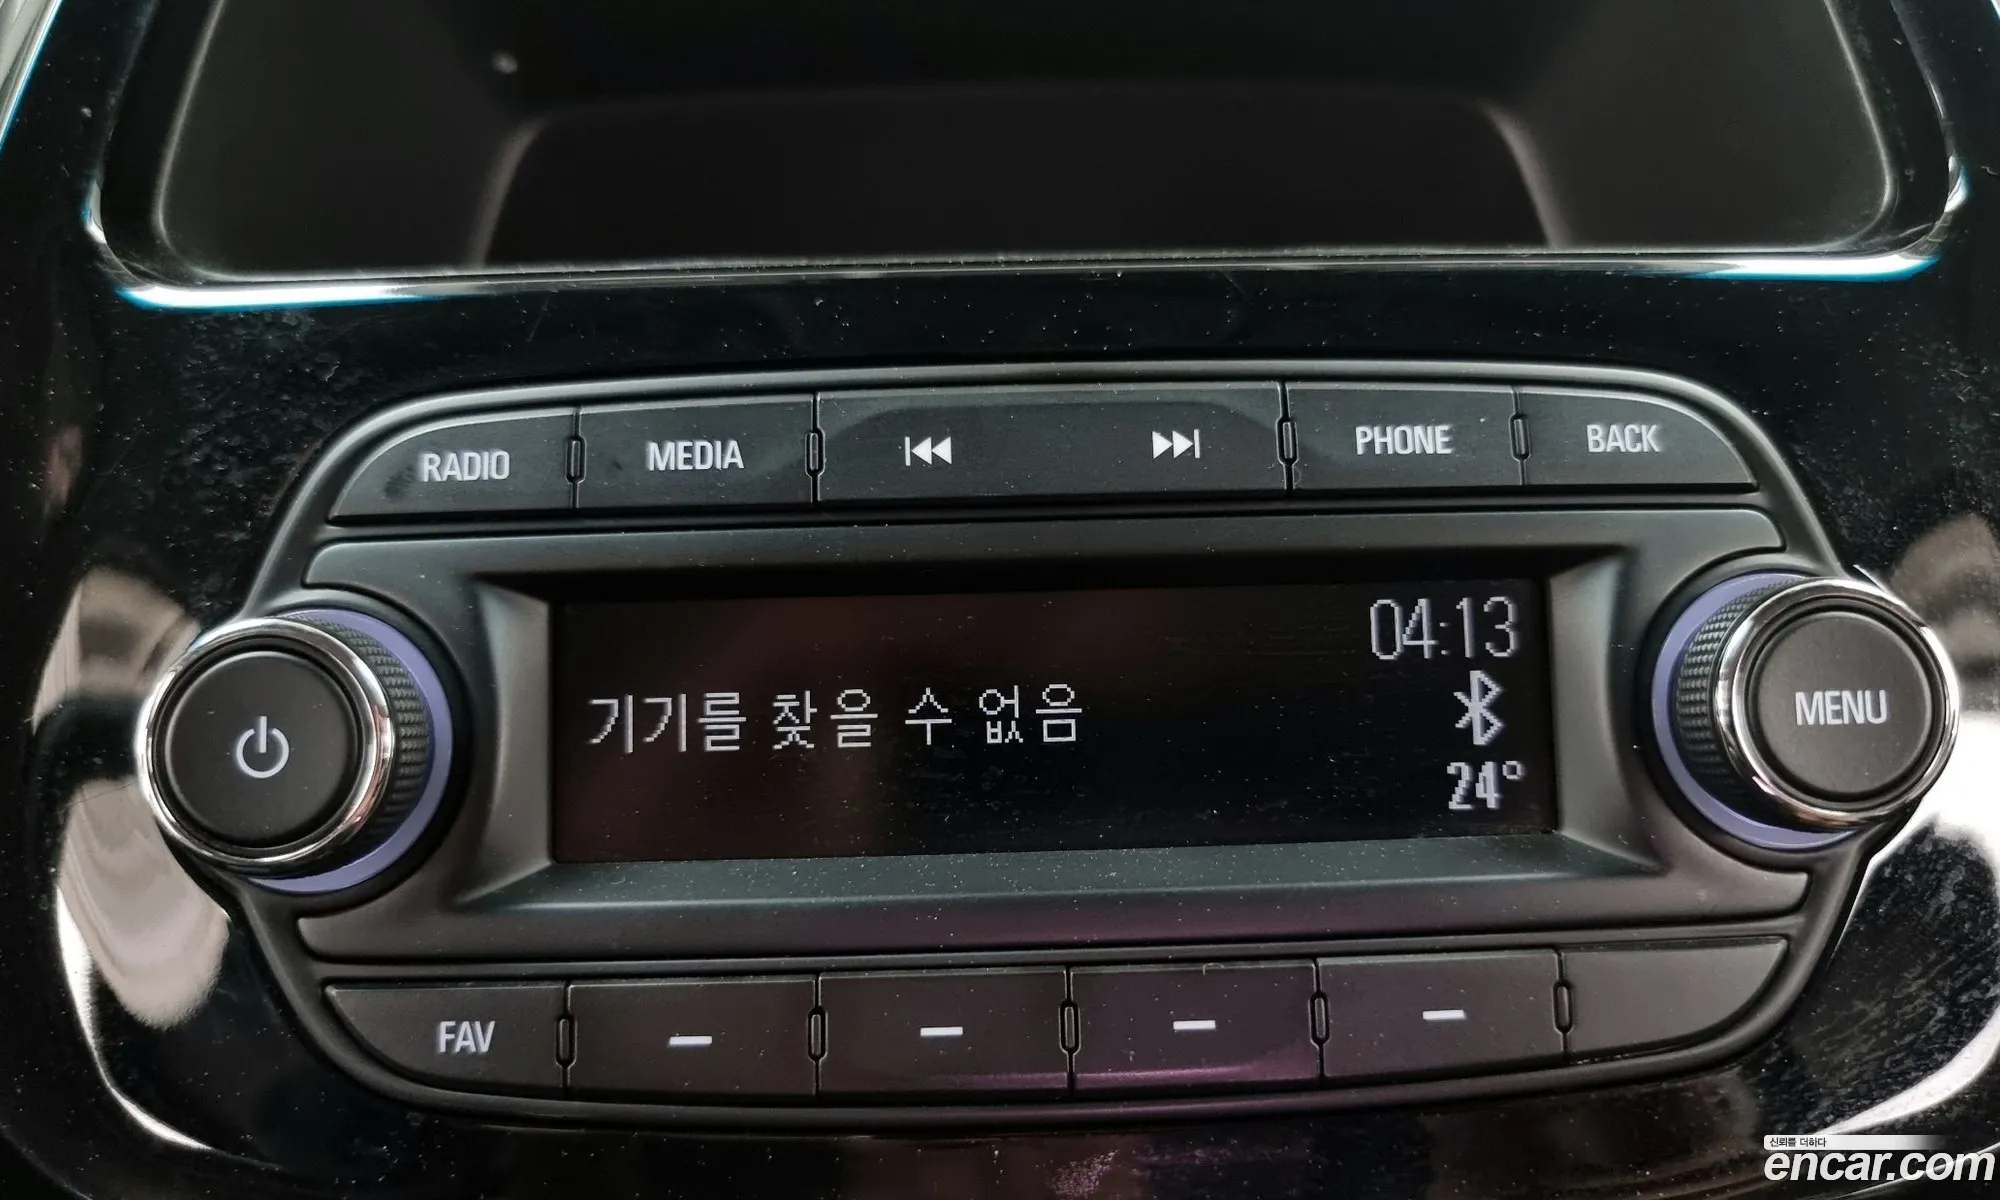 RADIO MEDIA PHONE BACK
04:13
기기를 찾을 수 없음
24°
MENU
FAV
신뢰를 더하다
encar.com